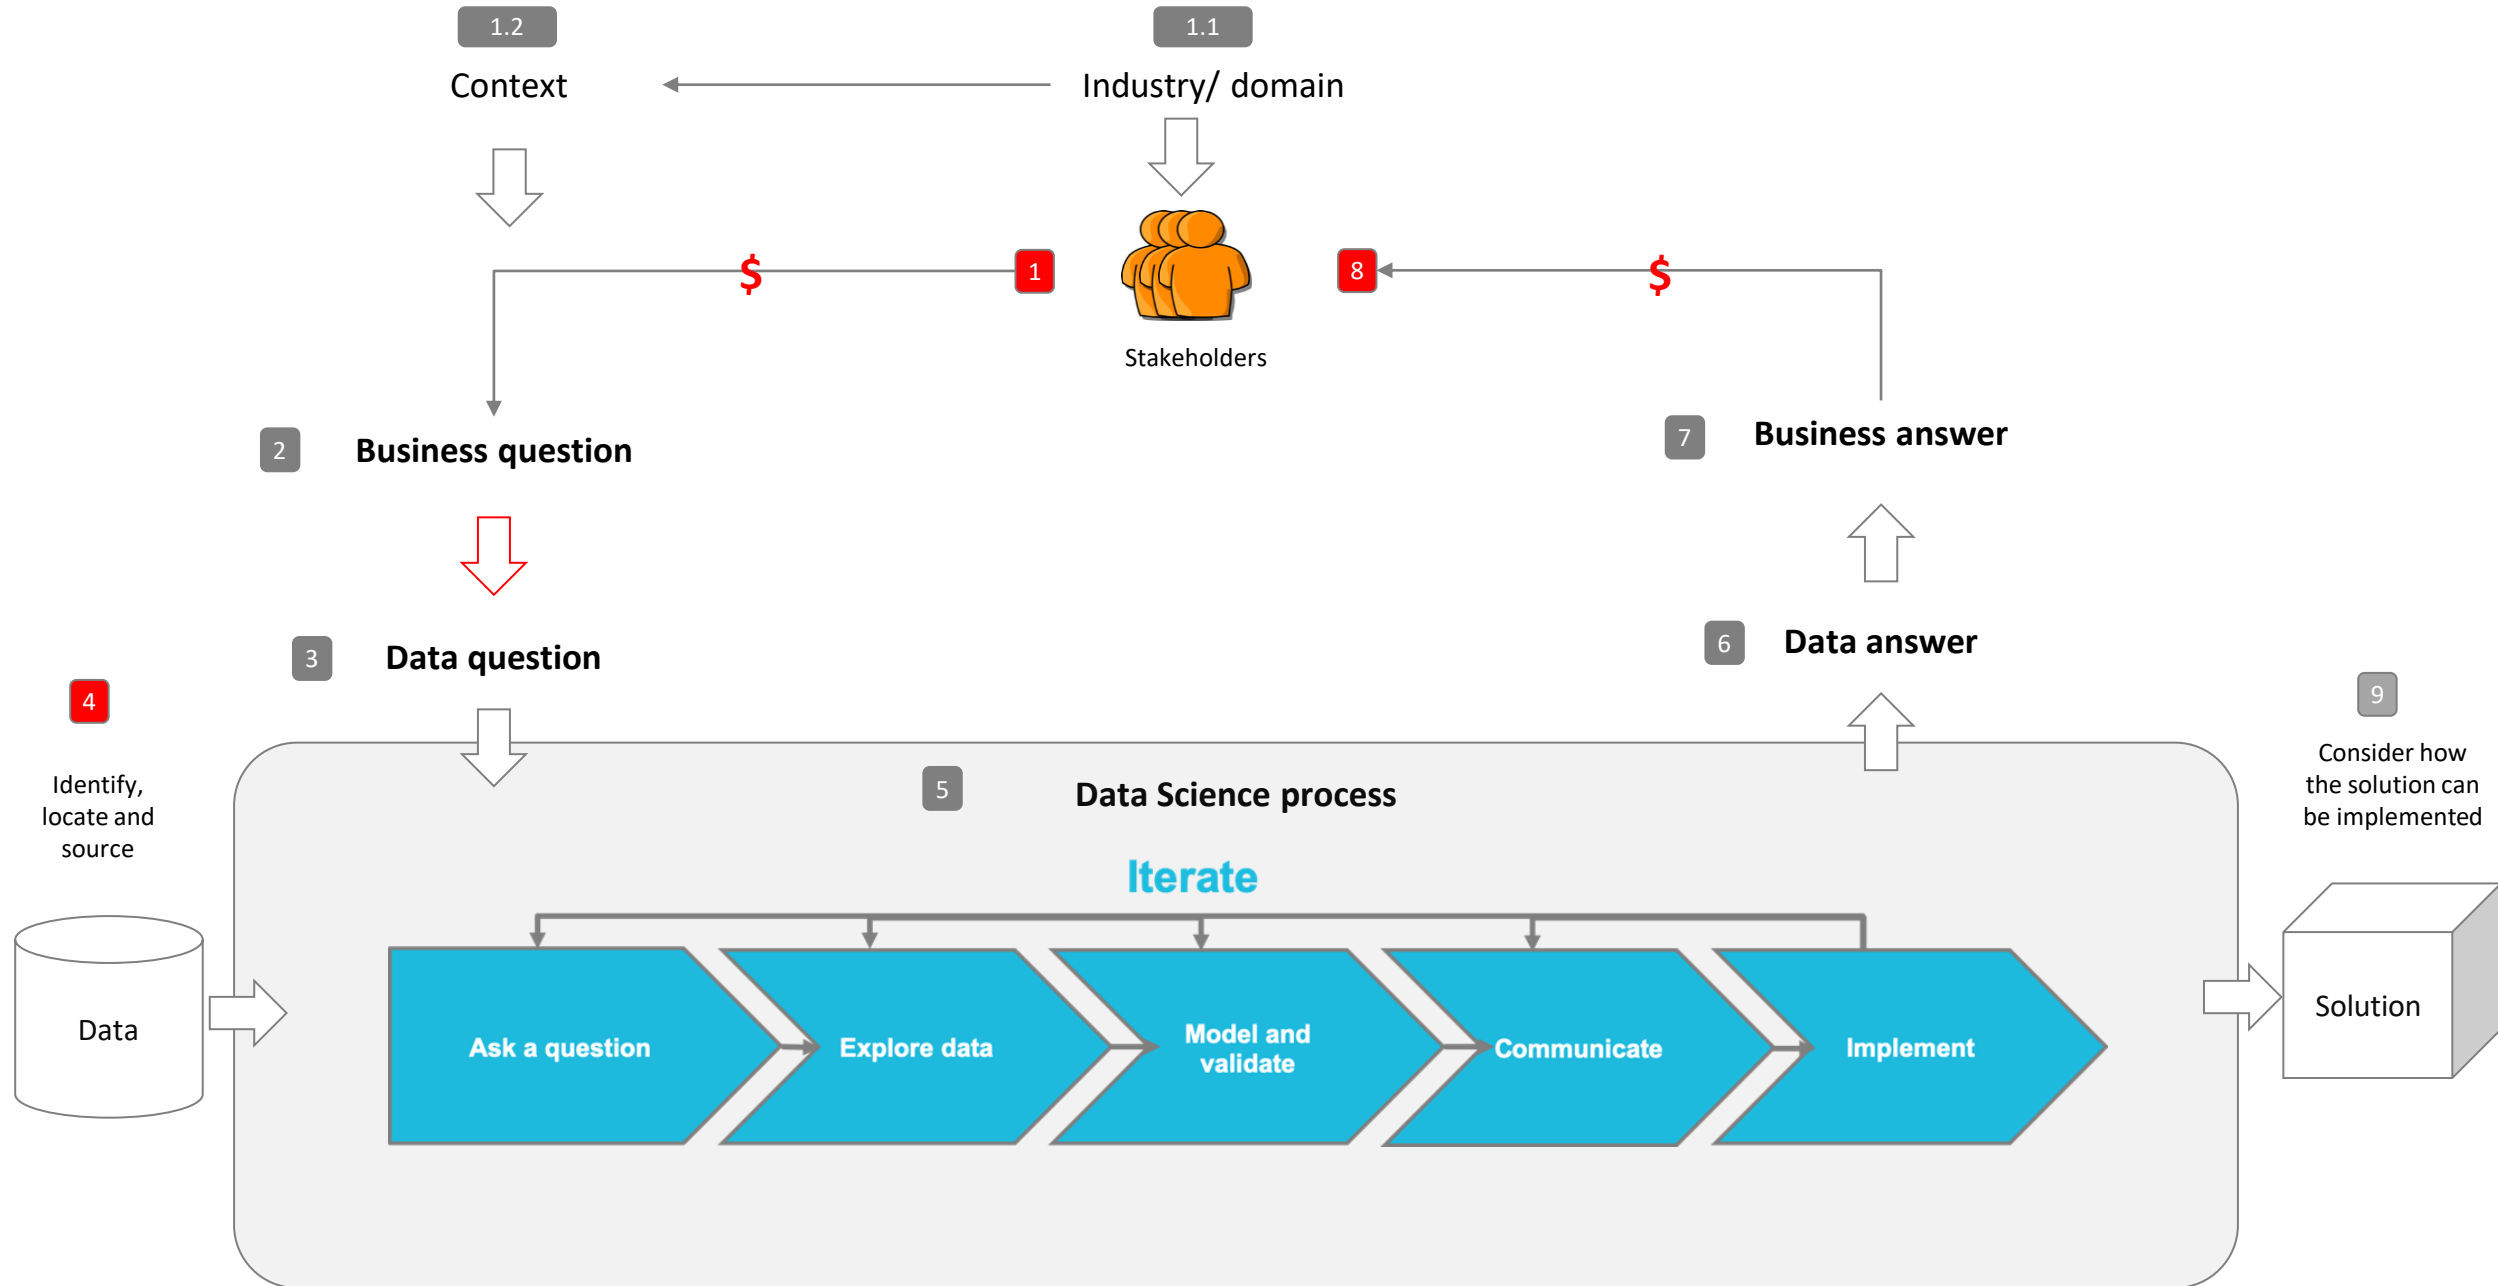 1.2
1.1
Context
Industry/ domain
$
1
8
$
Stakeholders
2
Business question
7
Business answer
3
Data question
6
Data answer
4
9
Identify,
locate and
source
Consider how
the solution can
be implemented
5
Data Science process
Iterate
Data
Ask a question
Explore data
Model and
validate
Communicate
Implement
Solution